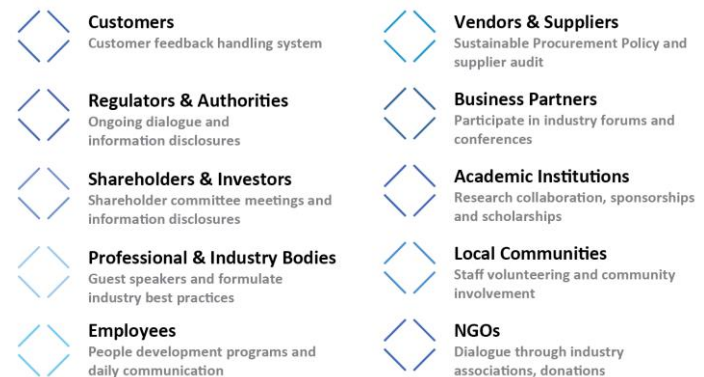 Customers
Customer feedback handling system
Regulators & Authorities
Ongoing dialogue and
information disclosures
Shareholders & Investors
Shareholder committee meetings and
information disclosures
Professional & Industry Bodies
Guest speakers and formulate
industry best practices
Employees
People development programs and
daily communication
Vendors & Suppliers
Sustainable Procurement Policy and
supplier audit
Business Partners
Participate in industry forums and
conferences
Academic Institutions
Research collaboration, sponsorships
and scholarships
Local Communities
Staff volunteering and community
involvement
NGOs
Dialogue through industry
associations, donations